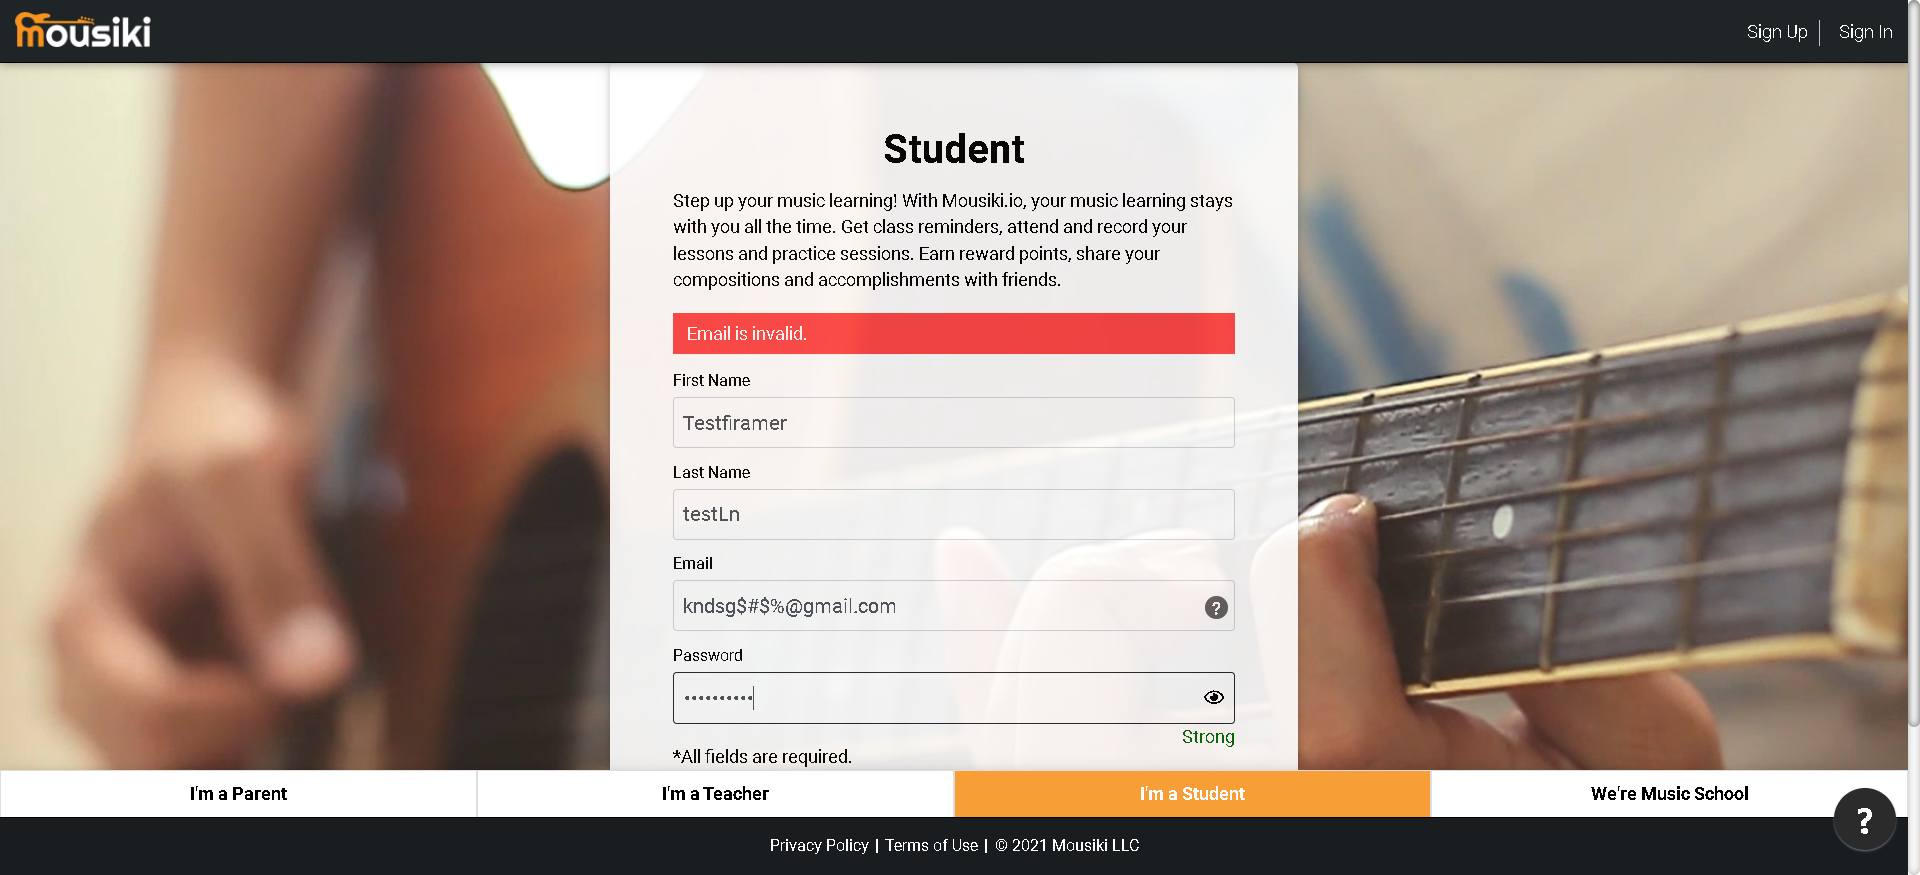 mousiki
Sign Up
Sign In
Student
Step up your music learning! With Mousiki.io, your music learning stays
with you all the time. Get class reminders, attend and record your
lessons and practice sessions. Earn reward points, share your
compositions and accomplishments with friends.
Email is invalid.
First Name
Testfiramer
Last Name
testLn
Email
kndsg$#$%@gmail.com
?
Password
••••••••••
Strong
*All fields are required.
I'm a Parent
I'm a Teacher
I'm a Student
We're Music School
?
Privacy Policy | Terms of Use | © 2021 Mousiki LLC